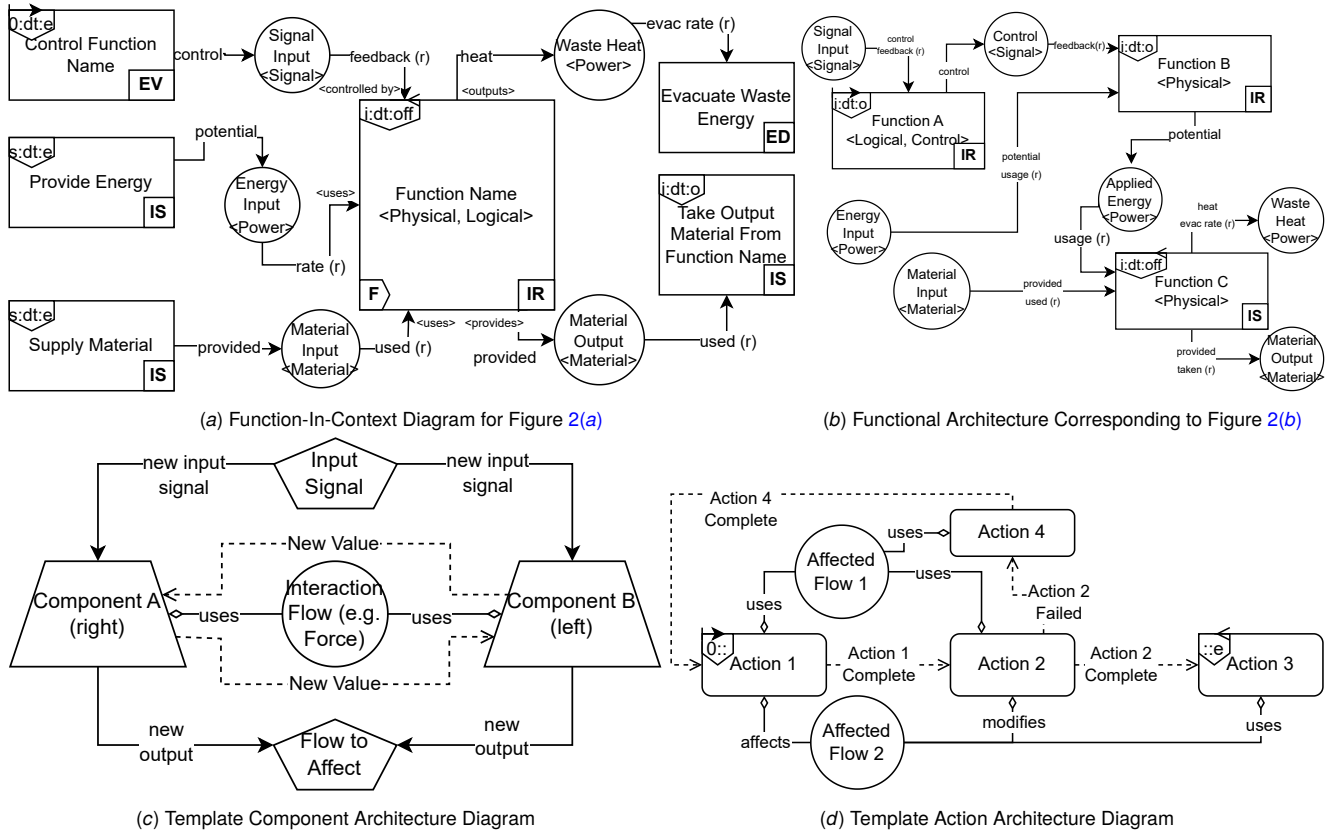 0:dt:e
Control Function
Name
EV
control
Signal
Input
<Signal>
feedback (r)
<controlled by>
heat
<outputs>
Waste Heat
<Power>
evac rate (r)
Evacuate Waste
Energy
ED
s:dt:e
Provide Energy
IS
potential
Energy
Input
<Power>
<uses>
rate (r)
i:dt:off
Function Name
<Physical, Logical>
F
IR
i:dt:o
Take Output
Material From
Function Name
IS
s:dt:e
Supply Material
IS
provided
Material
Input
<Material>
used (r)
<uses>
<provides>
provided
Material
Output
<Material>
used (r)
(a) Function-In-Context Diagram for Figure 2(a)
Signal
Input
<Signal>
control
feedback (r)
i:dt:o
Function A
<Logical, Control>
IR
control
Control
<Signal>
feedback(r)
i:dt:o
Function B
<Physical>
IR
potential
usage (r)
potential
Energy
Input
<Power>
Applied
Energy
<Power>
usage (r)
heat
evac rate (r)
Waste
Heat
<Power>
Material
Input
<Material>
provided
used (r)
i:dt:off
Function C
<Physical>
IS
provided
taken (r)
Material
Output
<Material>
(b) Functional Architecture Corresponding to Figure 2(b)
new input
signal
Input
Signal
new input
signal
New Value
Component A
(right)
uses
Interaction
Flow (e.g.
Force)
uses
Component B
(left)
New Value
new
output
Flow to
Affect
new
output
(c) Template Component Architecture Diagram
Action 4
Complete
Affected
Flow 1
uses
Action 4
uses
uses
Action 2
Failed
0::
Action 1
Action 1
Complete
Action 2
Action 2
Complete
::e
Action 3
affects
Affected
Flow 2
modifies
uses
(d) Template Action Architecture Diagram